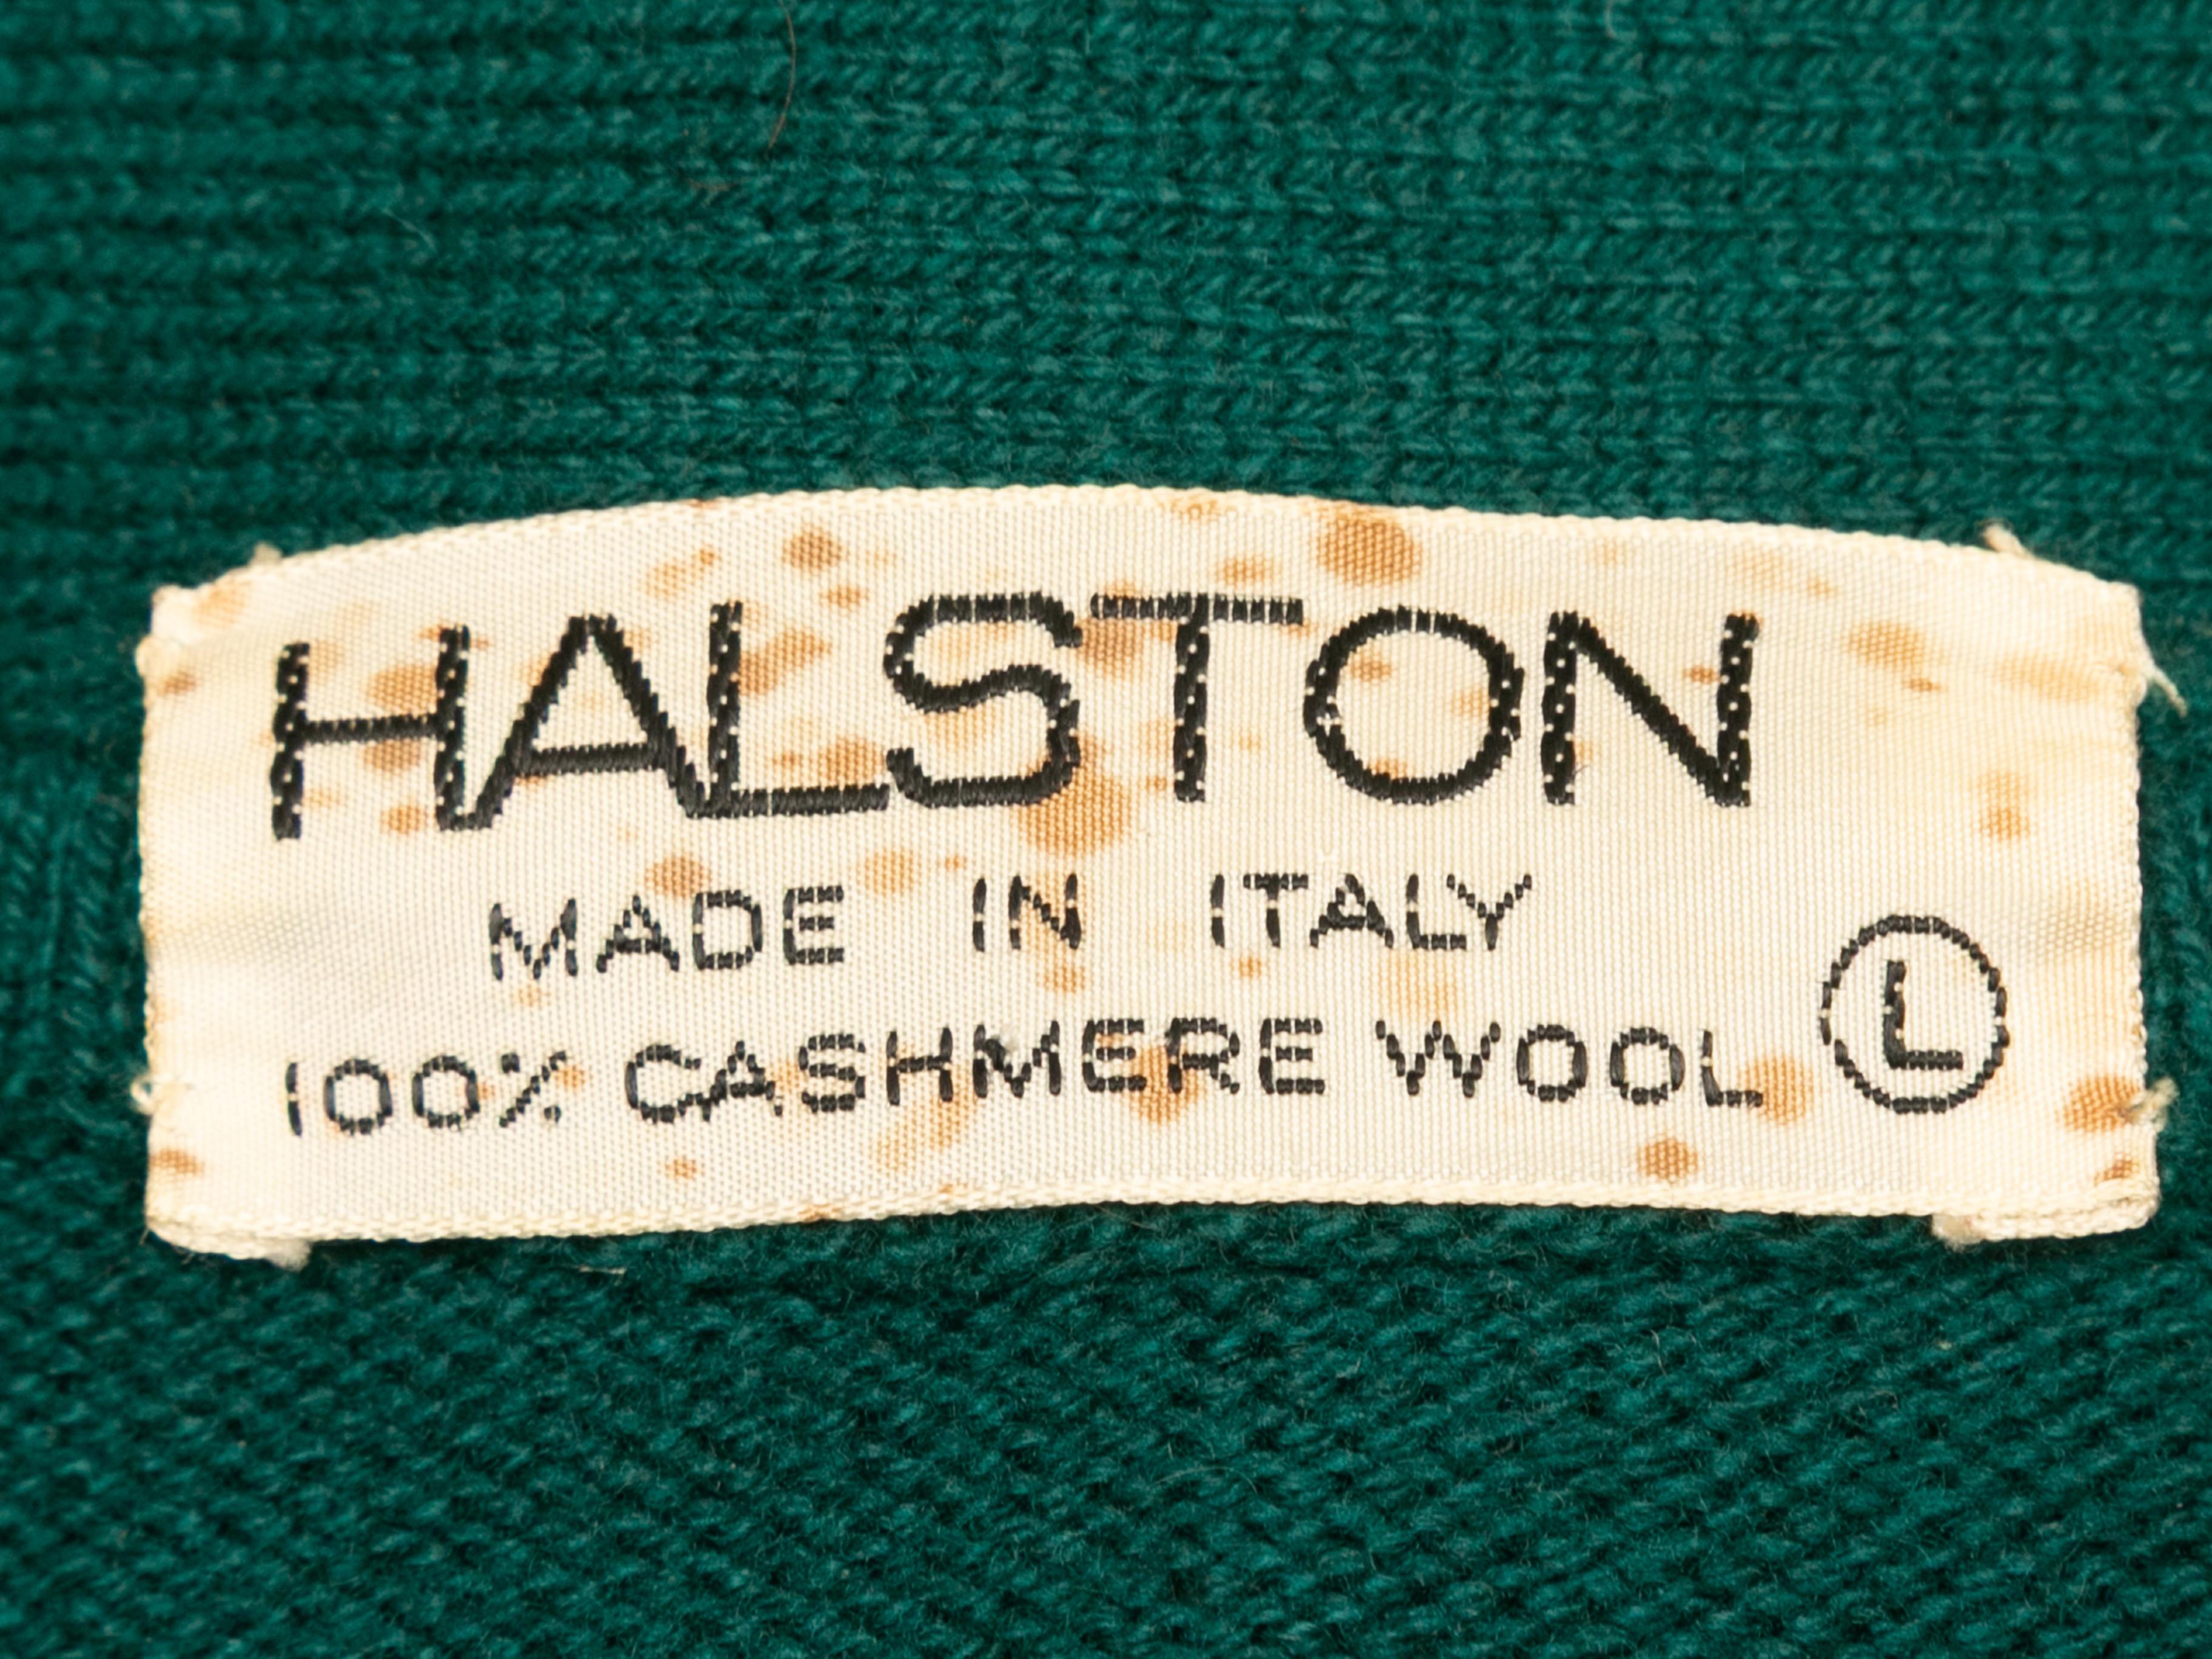 HALSTON
MADE IN ITALY
100% CASHMERE WOOL L